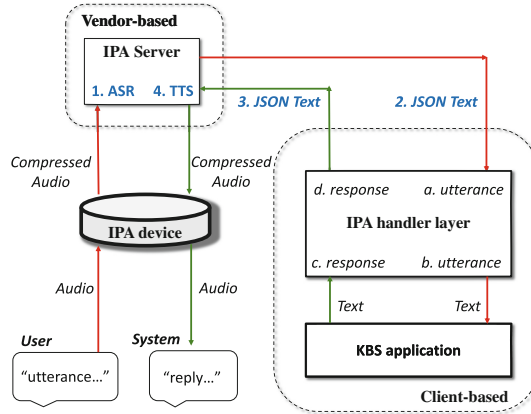 Vendor-based
IPA Server
1. ASR 4. TTS
3. JSON Text 2. JSON Text
Compressed
Audio
Compressed
Audio
d. response a. utterance
IPA handler layer
c. response b. utterance
IPA device
Audio Audio
Text Text
User System
KBS application
“utterance...” “reply...”
Client-based